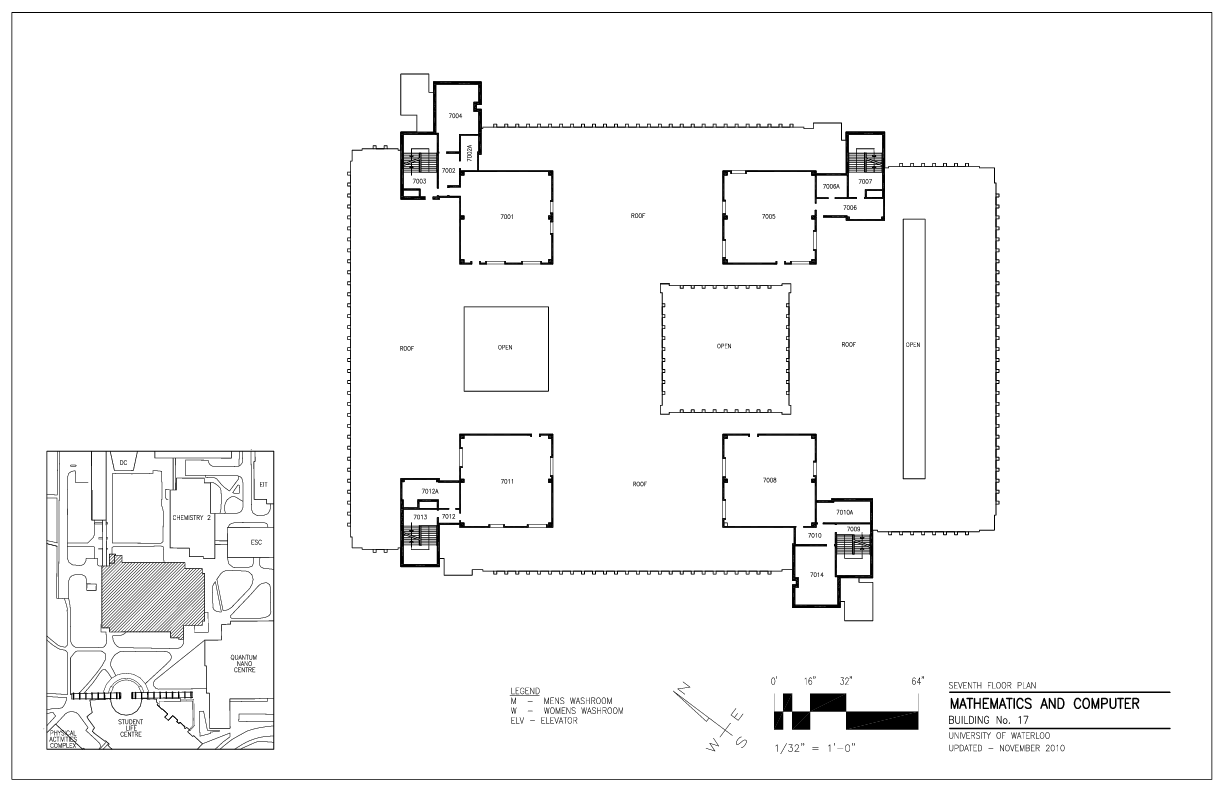 7004
7002A
7002
7003
7001
ROOF
7005
7006A
7007
7006
OPEN
OPEN
OPEN
ROOF
ROOF
7011
7012A
7013
7012
ROOF
7008
7010A
7009
7010
7014
DC
EIT
CHEMISTRY 2
ESC
QUANTUM
NANO
CENTRE
STUDENT
LIFE
CENTRE
PHYSICAL
ACTIVITIES
COMPLEX
LEGEND
M – MENS WASHROOM
W – WOMENS WASHROOM
ELV – ELEVATOR
N
E
W
S
0' 16" 32" 64"
1/32" = 1'-0"
SEVENTH FLOOR PLAN
MATHEMATICS AND COMPUTER
BUILDING No. 17
UNIVERSITY OF WATERLOO
UPDATED – NOVEMBER 2010